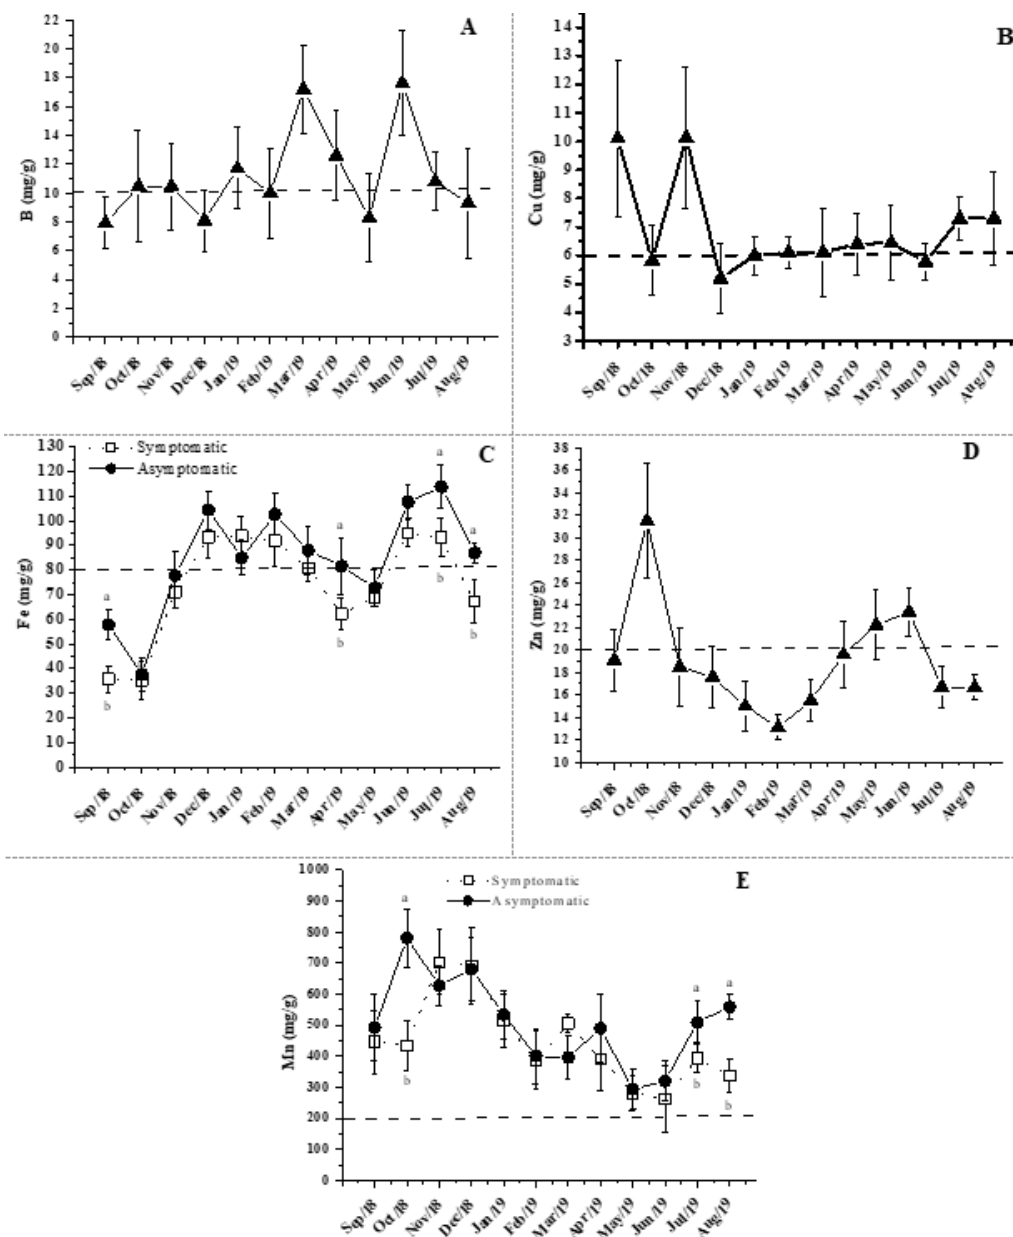 A
B (mg/g)
22
20
18
16
14
12
10
8
6
4
2
0
Sep/18
Oct/18
Nov/18
Dec/18
Jan/19
Feb/19
Mar/19
Apr/19
May/19
Jun/19
Jul/19
Aug/19
B
Cu (mg/g)
14
12
10
9
8
7
6
5
4
3
Sep/18
Oct/18
Nov/18
Dec/18
Jan/19
Feb/19
Mar/19
Apr/19
May/19
Jun/19
Jul/19
Aug/19
C
Symptomatic
Asymptomatic
Fe (mg/g)
130
120
110
100
90
80
70
60
50
40
30
20
10
0
a
b
a
b
a
b
a
b
Sep/18
Oct/18
Nov/18
Dec/18
Jan/19
Feb/19
Mar/19
Apr/19
May/19
Jun/19
Jul/19
Aug/19
D
Zn (mg/g)
38
36
34
32
30
28
26
24
22
20
18
16
14
12
10
Sep/18
Oct/18
Nov/18
Dec/18
Jan/19
Feb/19
Mar/19
Apr/19
May/19
Jun/19
Jul/19
Aug/19
E
Symptomatic
Asymptomatic
Mn (mg/g)
1000
900
800
700
600
500
400
300
200
100
0
a
b
a
b
a
b
Sep/18
Oct/18
Nov/18
Dec/18
Jan/19
Feb/19
Mar/19
Apr/19
May/19
Jun/19
Jul/19
Aug/19